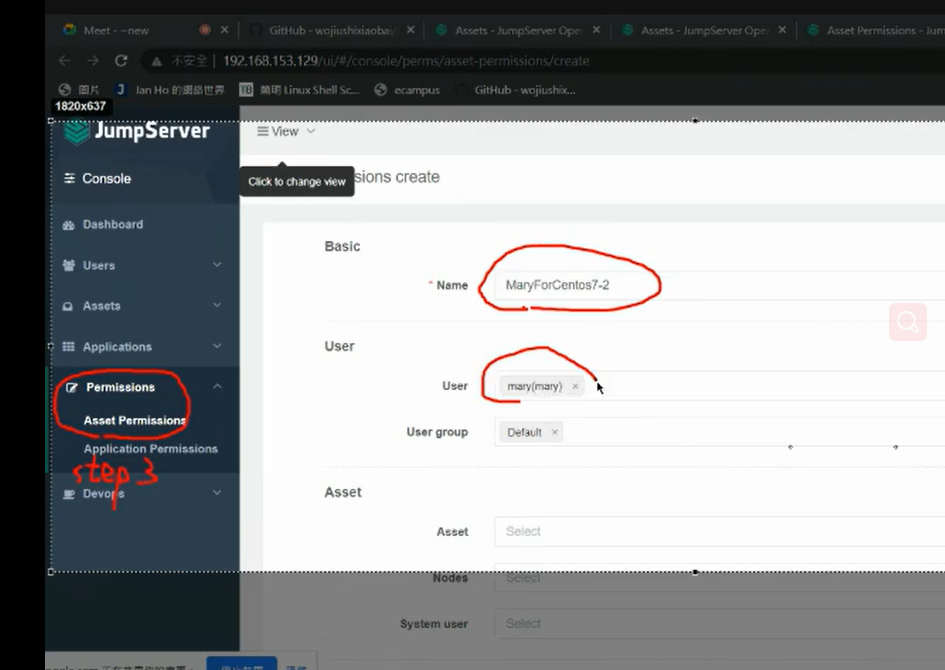 Meet - ~new
GitHub - wojiushixiaobai/
Assets - JumpServer Ope
Assets - JumpServer Ope
Asset Permissions - Jum
不安全 | 192.168.153.129/ui/#/console/perms/asset-permissions/create
图片
Jan Ho 的網絡世界
簡明 Linux Shell Sc...
ecampus
GitHub - wojiushix...
1820x637
JumpServer
View
Console
Click to change view
sions create
Dashboard
Basic
Users
* Name
MaryForCentos7-2
Assets
Applications
User
Permissions
User
mary(mary) ×
Asset Permissions
User group
Default ×
Application Permissions
step 3
Devops
Asset
Asset
Select
Nodes
Select
System user
Select